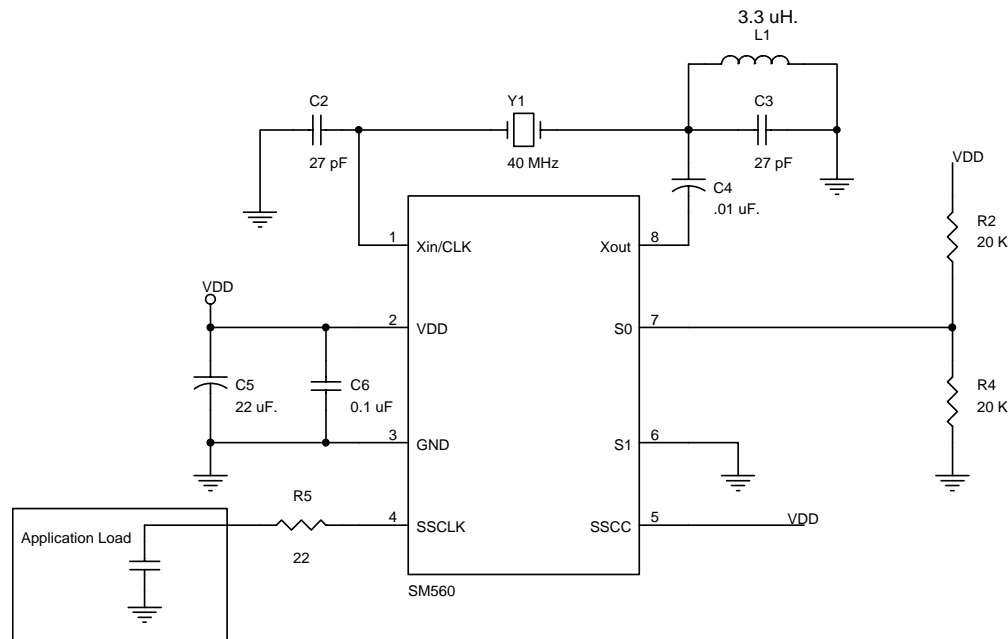 3.3 uH.
L1
C2
Y1
C3
27 pF
40 MHz
27 pF
VDD
C4
.01 uF.
R2
20 K
1
Xin/CLK
Xout
8
VDD
2
VDD
S0
7
C5
22 uF.
C6
0.1 uF
R4
20 K
3
GND
S1
6
R5
4
SSCLK
SSCC
5
VDD
Application Load
22
SM560